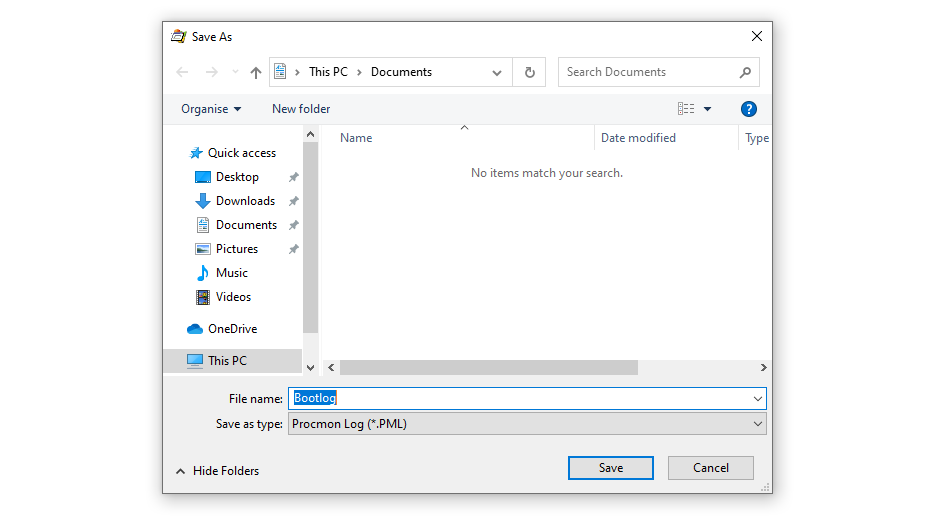 Save As
This PC > Documents
Search Documents
Organise
New folder
?
Name
Date modified
Type
No items match your search.
Quick access
Desktop
Downloads
Documents
Pictures
Music
Videos
OneDrive
This PC
File name: Bootlog
Save as type: Procmon Log (*.PML)
Hide Folders
Save
Cancel